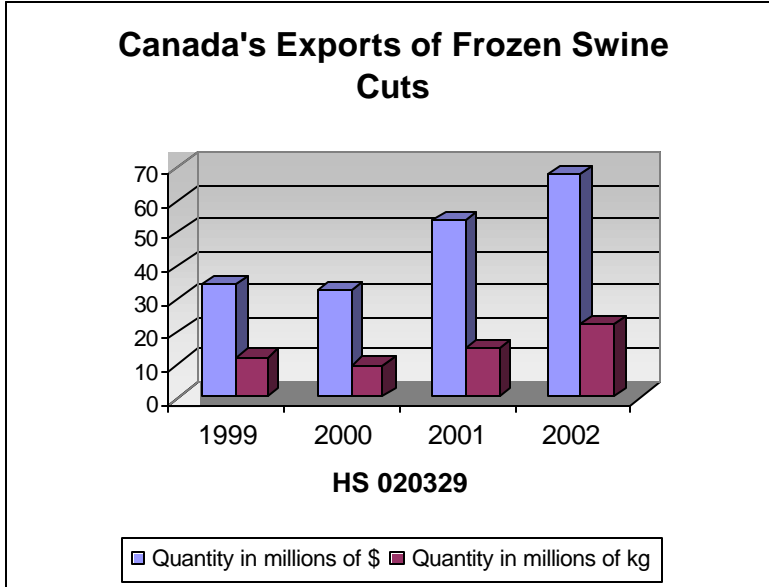 Canada's Exports of Frozen Swine
Cuts
70
60
50
40
30
20
10
0
1999 2000 2001 2002
HS 020329
Quantity in millions of $ Quantity in millions of kg